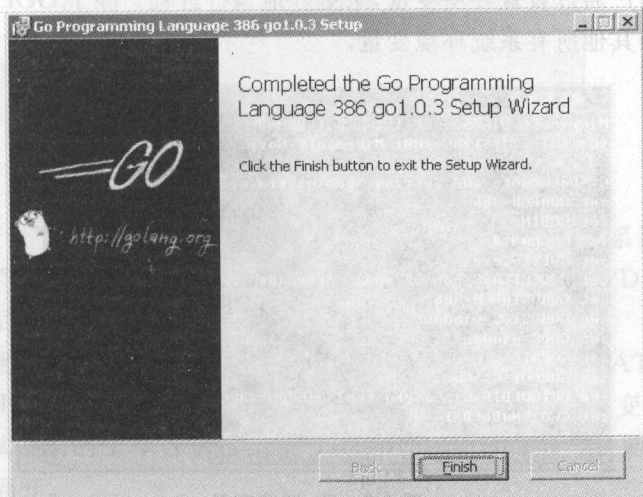 Go Programming Language 386 go1.0.3 Setup
Completed the Go Programming
Language 386 go1.0.3 Setup Wizard
Click the Finish button to exit the Setup Wizard.
GO
http://golang.org
Back
Finish
Cancel